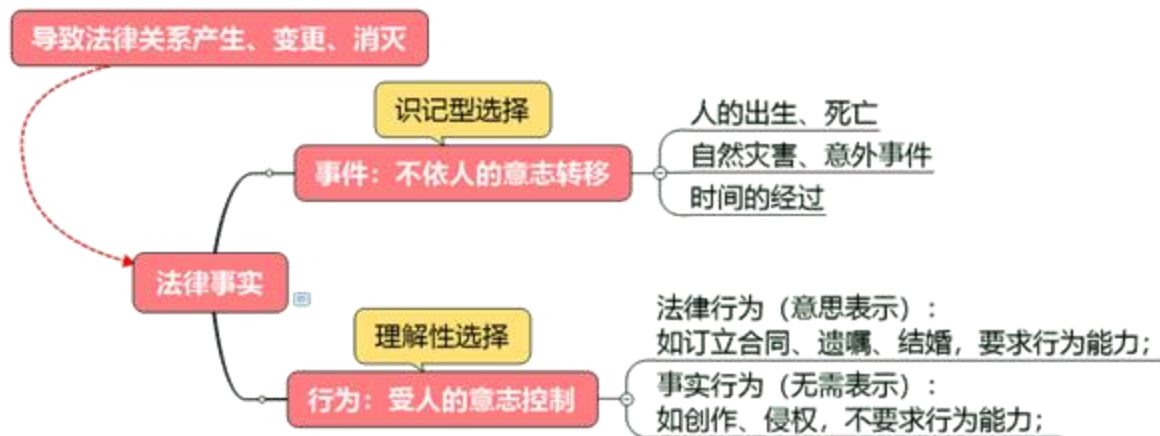 导致法律关系产生、变更、消灭
识记型选择
事件：不依人的意志转移
人的出生、死亡
自然灾害、意外事件
时间的经过
法律事实
理解性选择
行为：受人的意志控制
法律行为（意思表示）：
如订立合同、遗嘱、结婚，要求行为能力；
事实行为（无需表示）：
如创作、侵权，不要求行为能力；